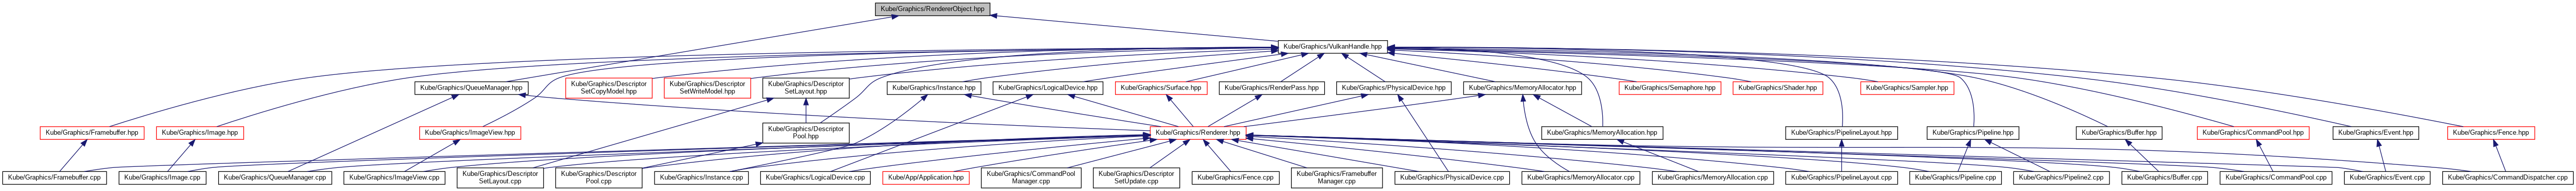 Kube/Graphics/RendererObject.hpp
Kube/Graphics/VulkanHandle.hpp
Kube/Graphics/QueueManager.hpp
Kube/Graphics/Descriptor
SetCopyModel.hpp
Kube/Graphics/Descriptor
SetWriteModel.hpp
Kube/Graphics/Descriptor
SetLayout.hpp
Kube/Graphics/Instance.hpp
Kube/Graphics/LogicalDevice.hpp
Kube/Graphics/Surface.hpp
Kube/Graphics/RenderPass.hpp
Kube/Graphics/PhysicalDevice.hpp
Kube/Graphics/MemoryAllocator.hpp
Kube/Graphics/Semaphore.hpp
Kube/Graphics/Shader.hpp
Kube/Graphics/Sampler.hpp
Kube/Graphics/Framebuffer.hpp
Kube/Graphics/Image.hpp
Kube/Graphics/ImageView.hpp
Kube/Graphics/Descriptor
Pool.hpp
Kube/Graphics/Renderer.hpp
Kube/Graphics/MemoryAllocation.hpp
Kube/Graphics/PipelineLayout.hpp
Kube/Graphics/Pipeline.hpp
Kube/Graphics/Buffer.hpp
Kube/Graphics/CommandPool.hpp
Kube/Graphics/Event.hpp
Kube/Graphics/Fence.hpp
Kube/Graphics/Framebuffer.cpp
Kube/Graphics/Image.cpp
Kube/Graphics/QueueManager.cpp
Kube/Graphics/ImageView.cpp
Kube/Graphics/Descriptor
SetLayout.cpp
Kube/Graphics/Descriptor
Pool.cpp
Kube/Graphics/Instance.cpp
Kube/Graphics/LogicalDevice.cpp
Kube/App/Application.hpp
Kube/Graphics/CommandPool
Manager.cpp
Kube/Graphics/Descriptor
SetUpdate.cpp
Kube/Graphics/Fence.cpp
Kube/Graphics/Framebuffer
Manager.cpp
Kube/Graphics/PhysicalDevice.cpp
Kube/Graphics/MemoryAllocator.cpp
Kube/Graphics/MemoryAllocation.cpp
Kube/Graphics/PipelineLayout.cpp
Kube/Graphics/Pipeline.cpp
Kube/Graphics/Pipeline2.cpp
Kube/Graphics/Buffer.cpp
Kube/Graphics/CommandPool.cpp
Kube/Graphics/Event.cpp
Kube/Graphics/CommandDispatcher.cpp